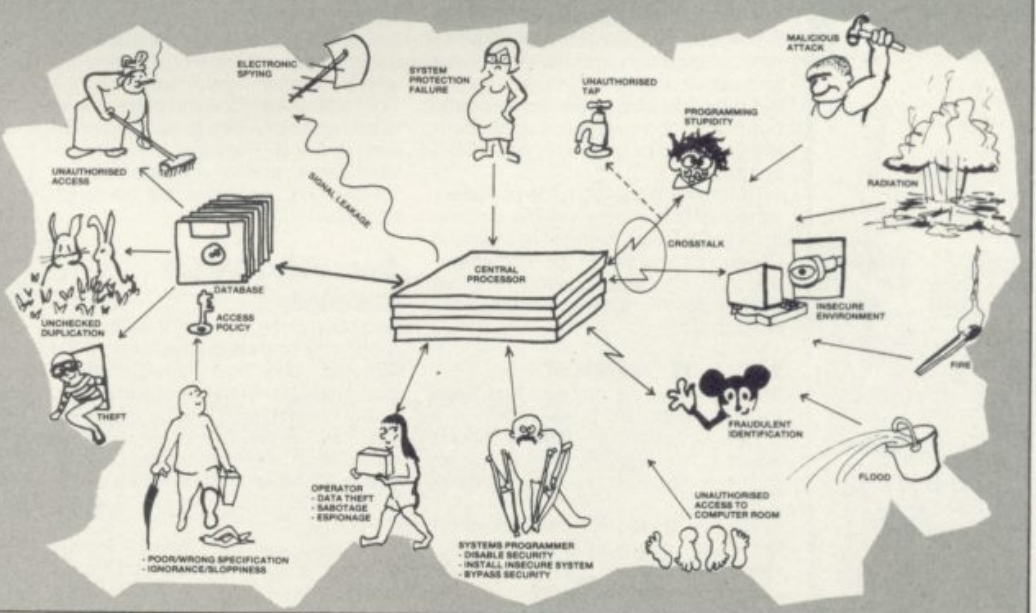 MALICIOUS
ATTACK
ELECTRONIC
SPYING
SYSTEM
PROTECTION
FAILURE
UNAUTHORISED
TAP
PROGRAMMING
STUPIDITY
UNAUTHORISED
ACCESS
RADIATION
SIGNAL LEAKAGE
CROSSTALK
CENTRAL
PROCESSOR
DATABASE
INSECURE
ENVIRONMENT
ACCESS
POLICY
UNCHECKED
DUPLICATION
FIRE
THEFT
FRAUDULENT
IDENTIFICATION
FLOOD
OPERATOR
- DATA THEFT
- SABOTAGE
- ESPIONAGE
UNAUTHORISED
ACCESS TO
COMPUTER ROOM
SYSTEMS PROGRAMMER
- DISABLE SECURITY
- INSTALL INSECURE SYSTEM
- BYPASS SECURITY
- POOR/WRONG SPECIFICATION
- IGNORANCE/SLOPPINESS